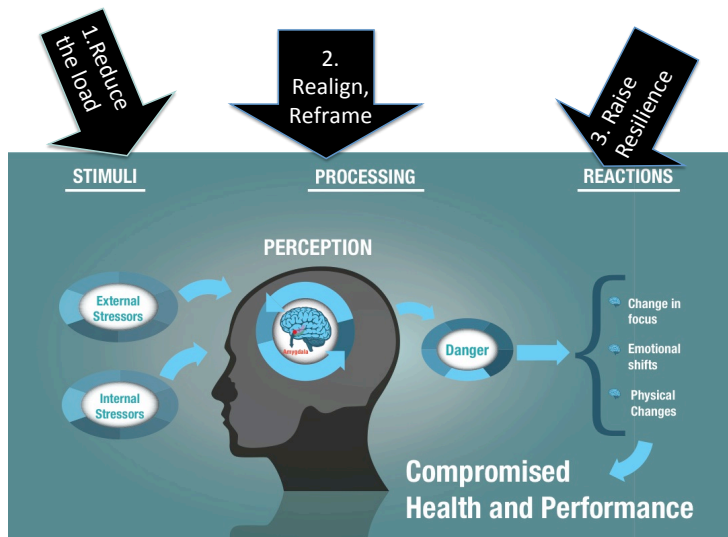 1.Reduce
the load
2.
Realign,
Reframe
3. Raise
Resilience
STIMULI
PROCESSING
REACTIONS
PERCEPTION
External
Stressors
Internal
Stressors
Amygdala
Danger
Change in
focus
Emotional
shifts
Physical
Changes
Compromised
Health and Performance